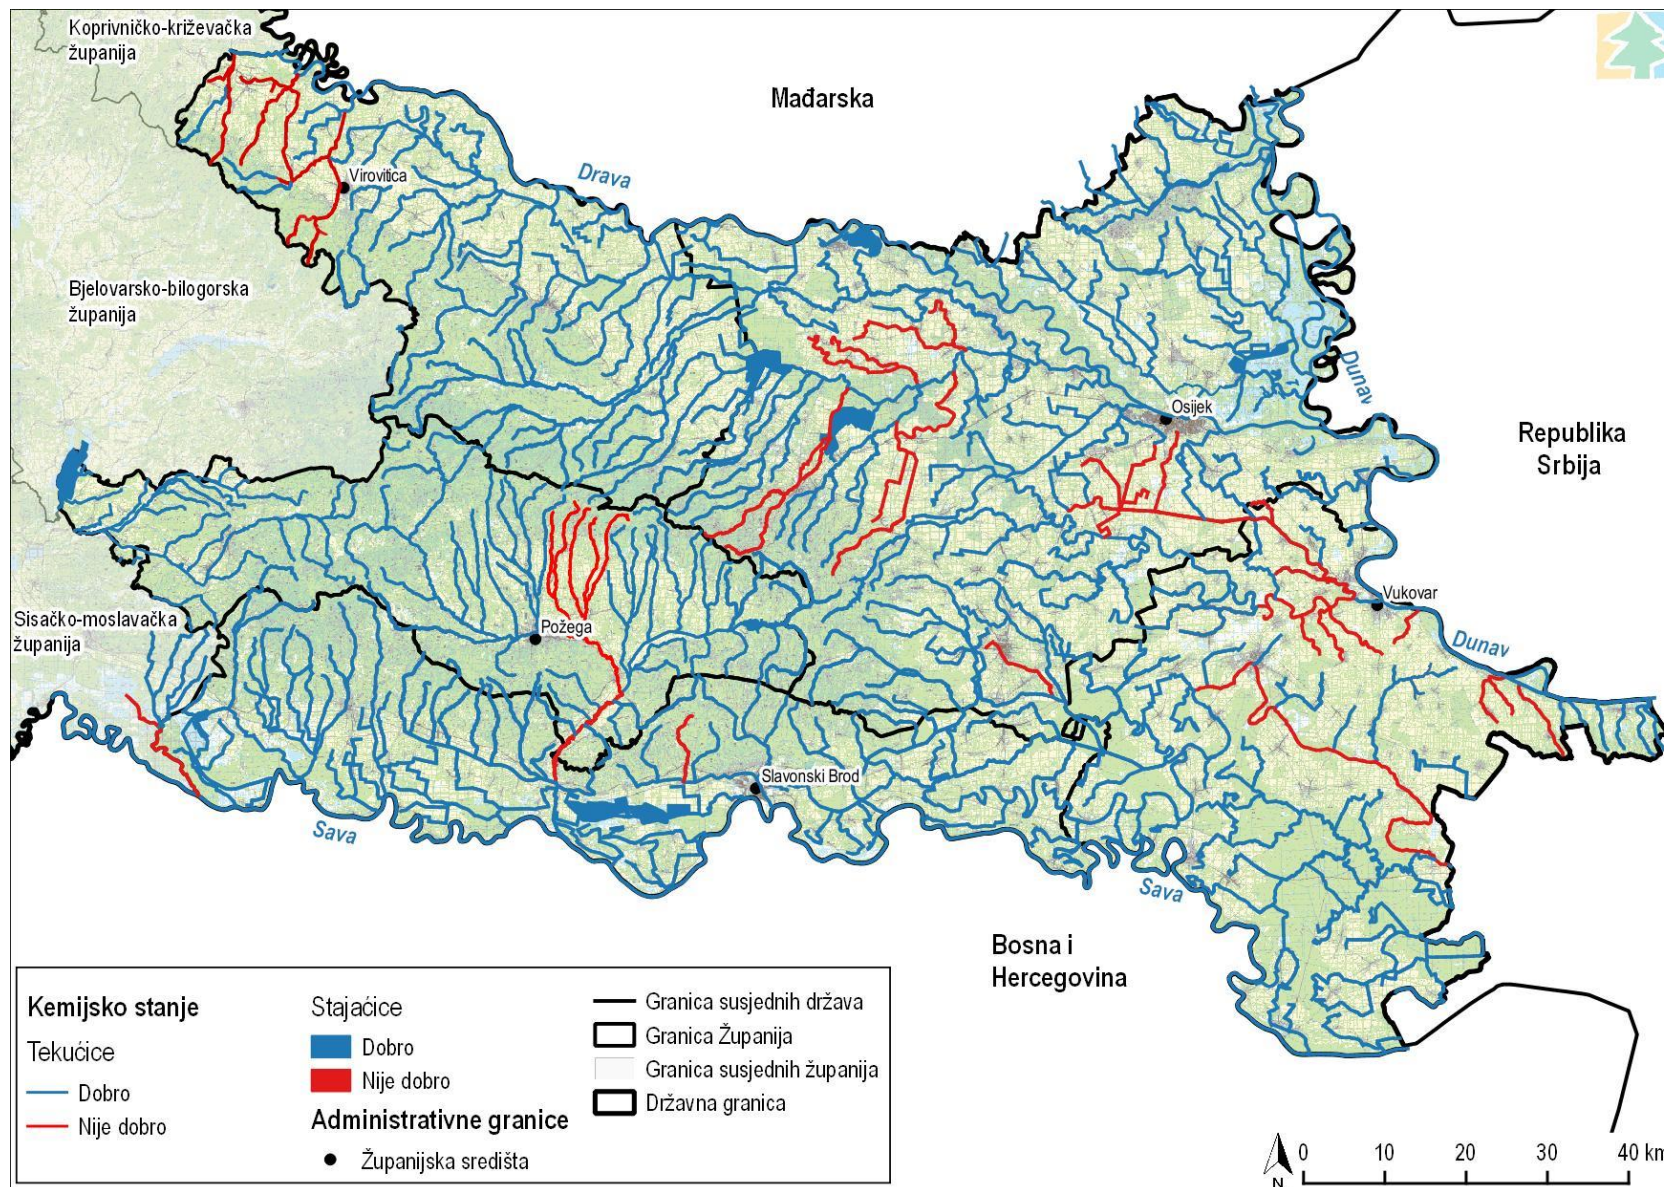 Koprivničko-križevačka
županija
Mađarska
Virovitica
Drava
Bjelovarsko-bilogorska
županija
Dunav
Osijek
Republika
Srbija
Sisačko-moslavačka
županija
Požega
Vukovar
Dunav
Slavonski Brod
Sava
Sava
Bosna i
Hercegovina
Kemijsko stanje
Tekućice
Dobro
Nije dobro
Stajaćice
Dobro
Nije dobro
Administrativne granice
Županijska središta
Granica susjednih država
Granica Županija
Granica susjednih županija
Državna granica
N
0 10 20 30 40 km